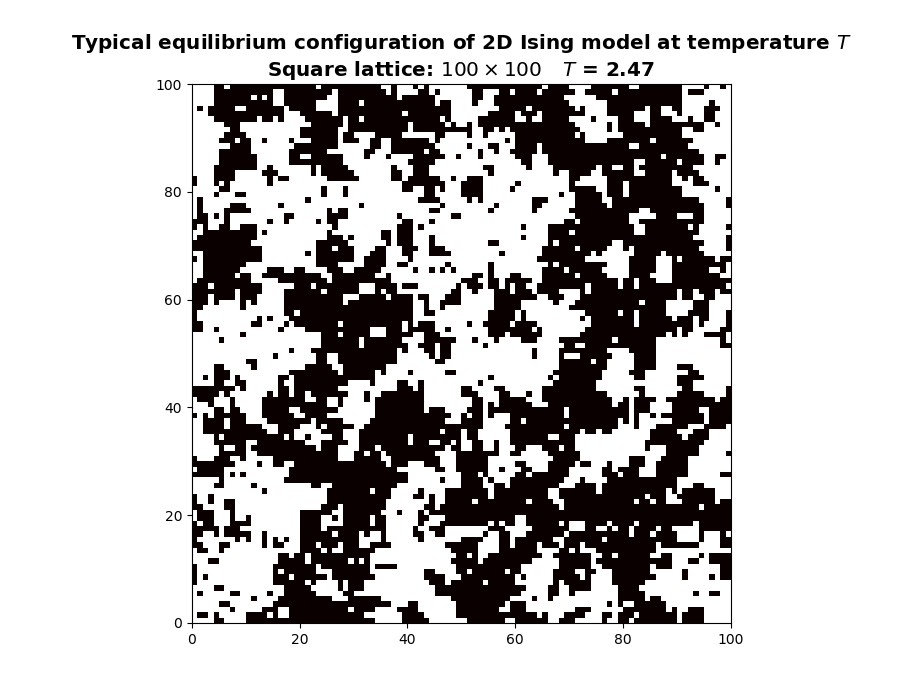 Typical equilibrium configuration of 2D Ising model at temperature T
Square lattice: 100 × 100 T = 2.47
100
80
60
40
20
0
0 20 40 60 80 100